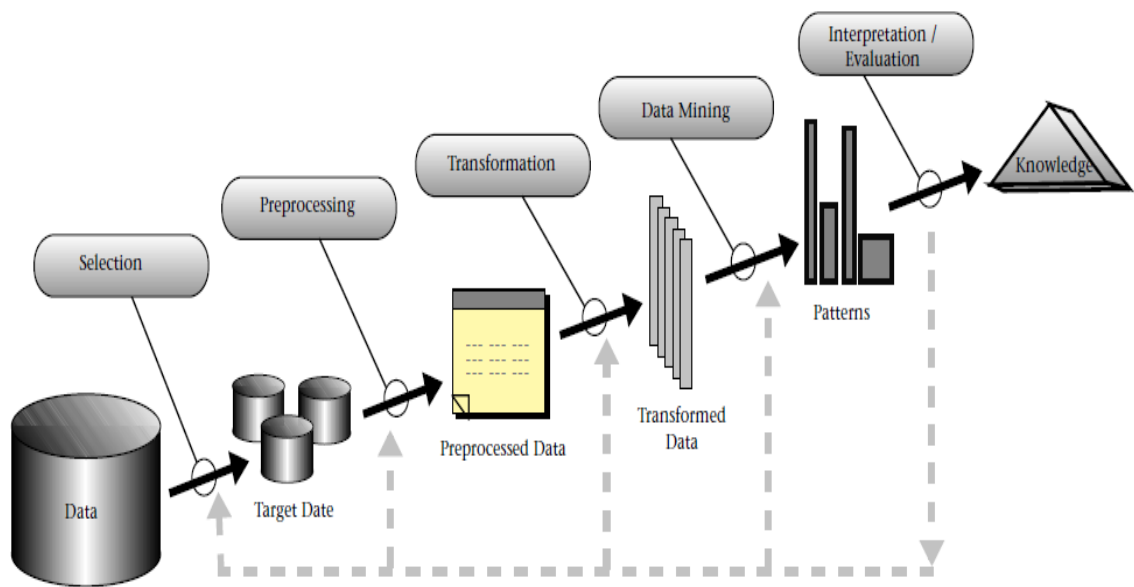 Interpretation /
Evaluation
Data Mining
Transformation
Preprocessing
Selection
Knowledge
Patterns
Transformed
Data
Preprocessed Data
Target Date
Data